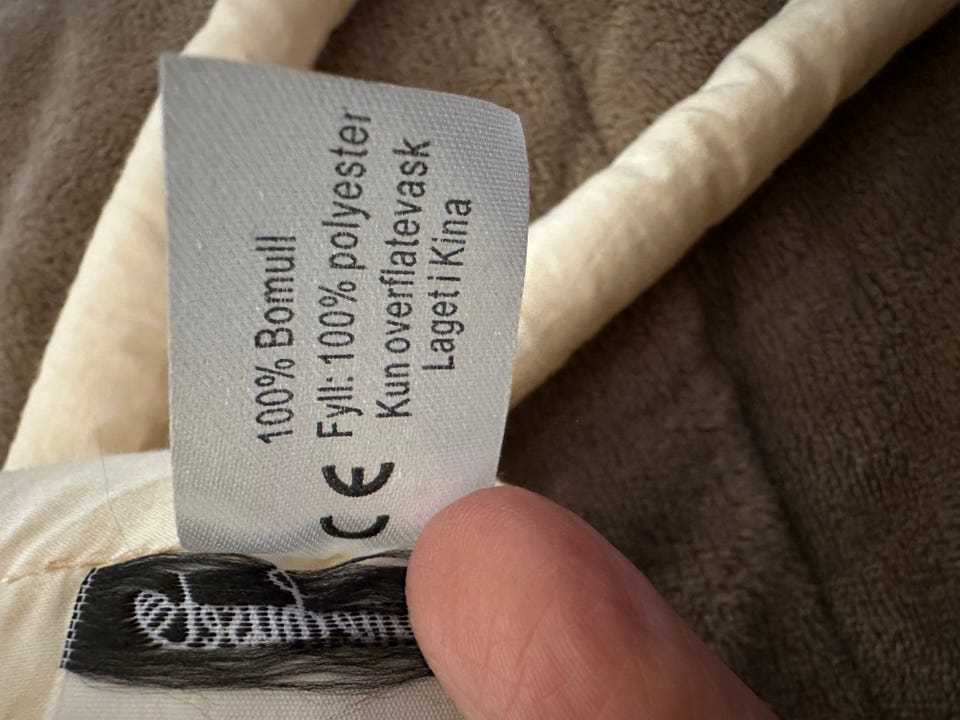 100% Bomull
Fyll: 100% polyester
Kun overflatevask
Laget i Kina
CE